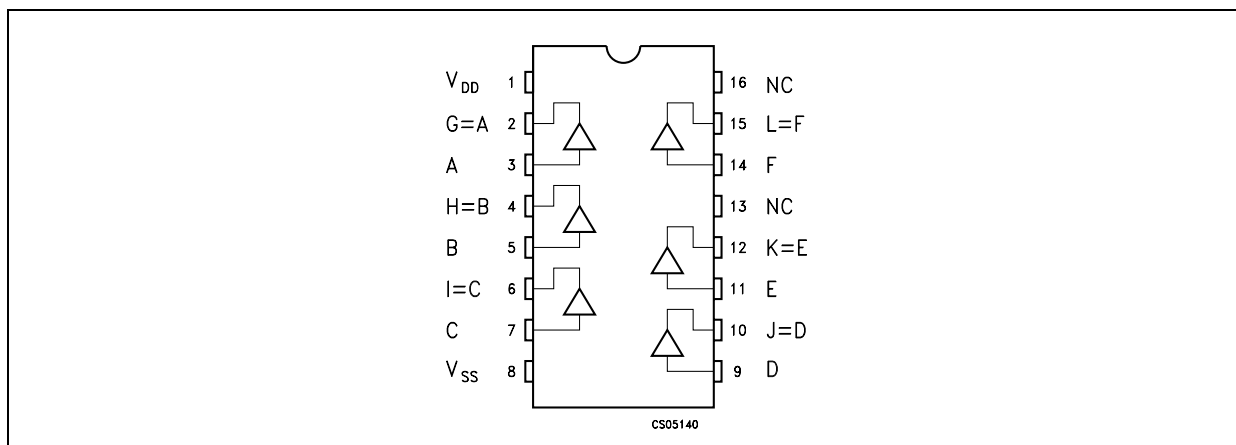 V_DD 1 16 NC
G=A 2 15 L=F
A 3 14 F
H=B 4 13 NC
B 5 12 K=E
I=C 6 11 E
C 7 10 J=D
V_SS 8 9 D
CS05140